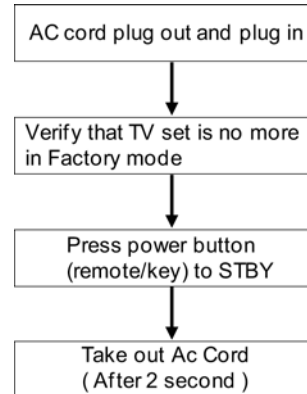 AC cord plug out and plug in
Verify that TV set is no more
in Factory mode
Press power button
(remote/key) to STBY
Take out Ac Cord
( After 2 second )